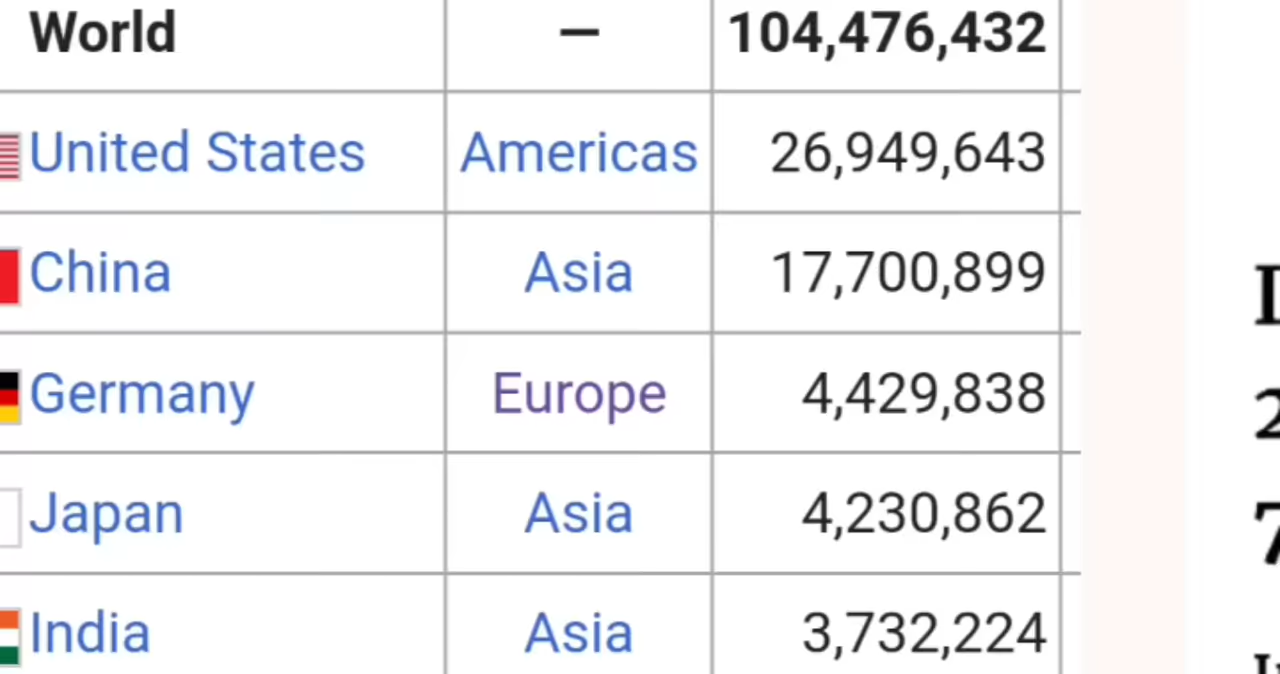 World — 104,476,432
United States Americas 26,949,643
China Asia 17,700,899
Germany Europe 4,429,838
Japan Asia 4,230,862
India Asia 3,732,224